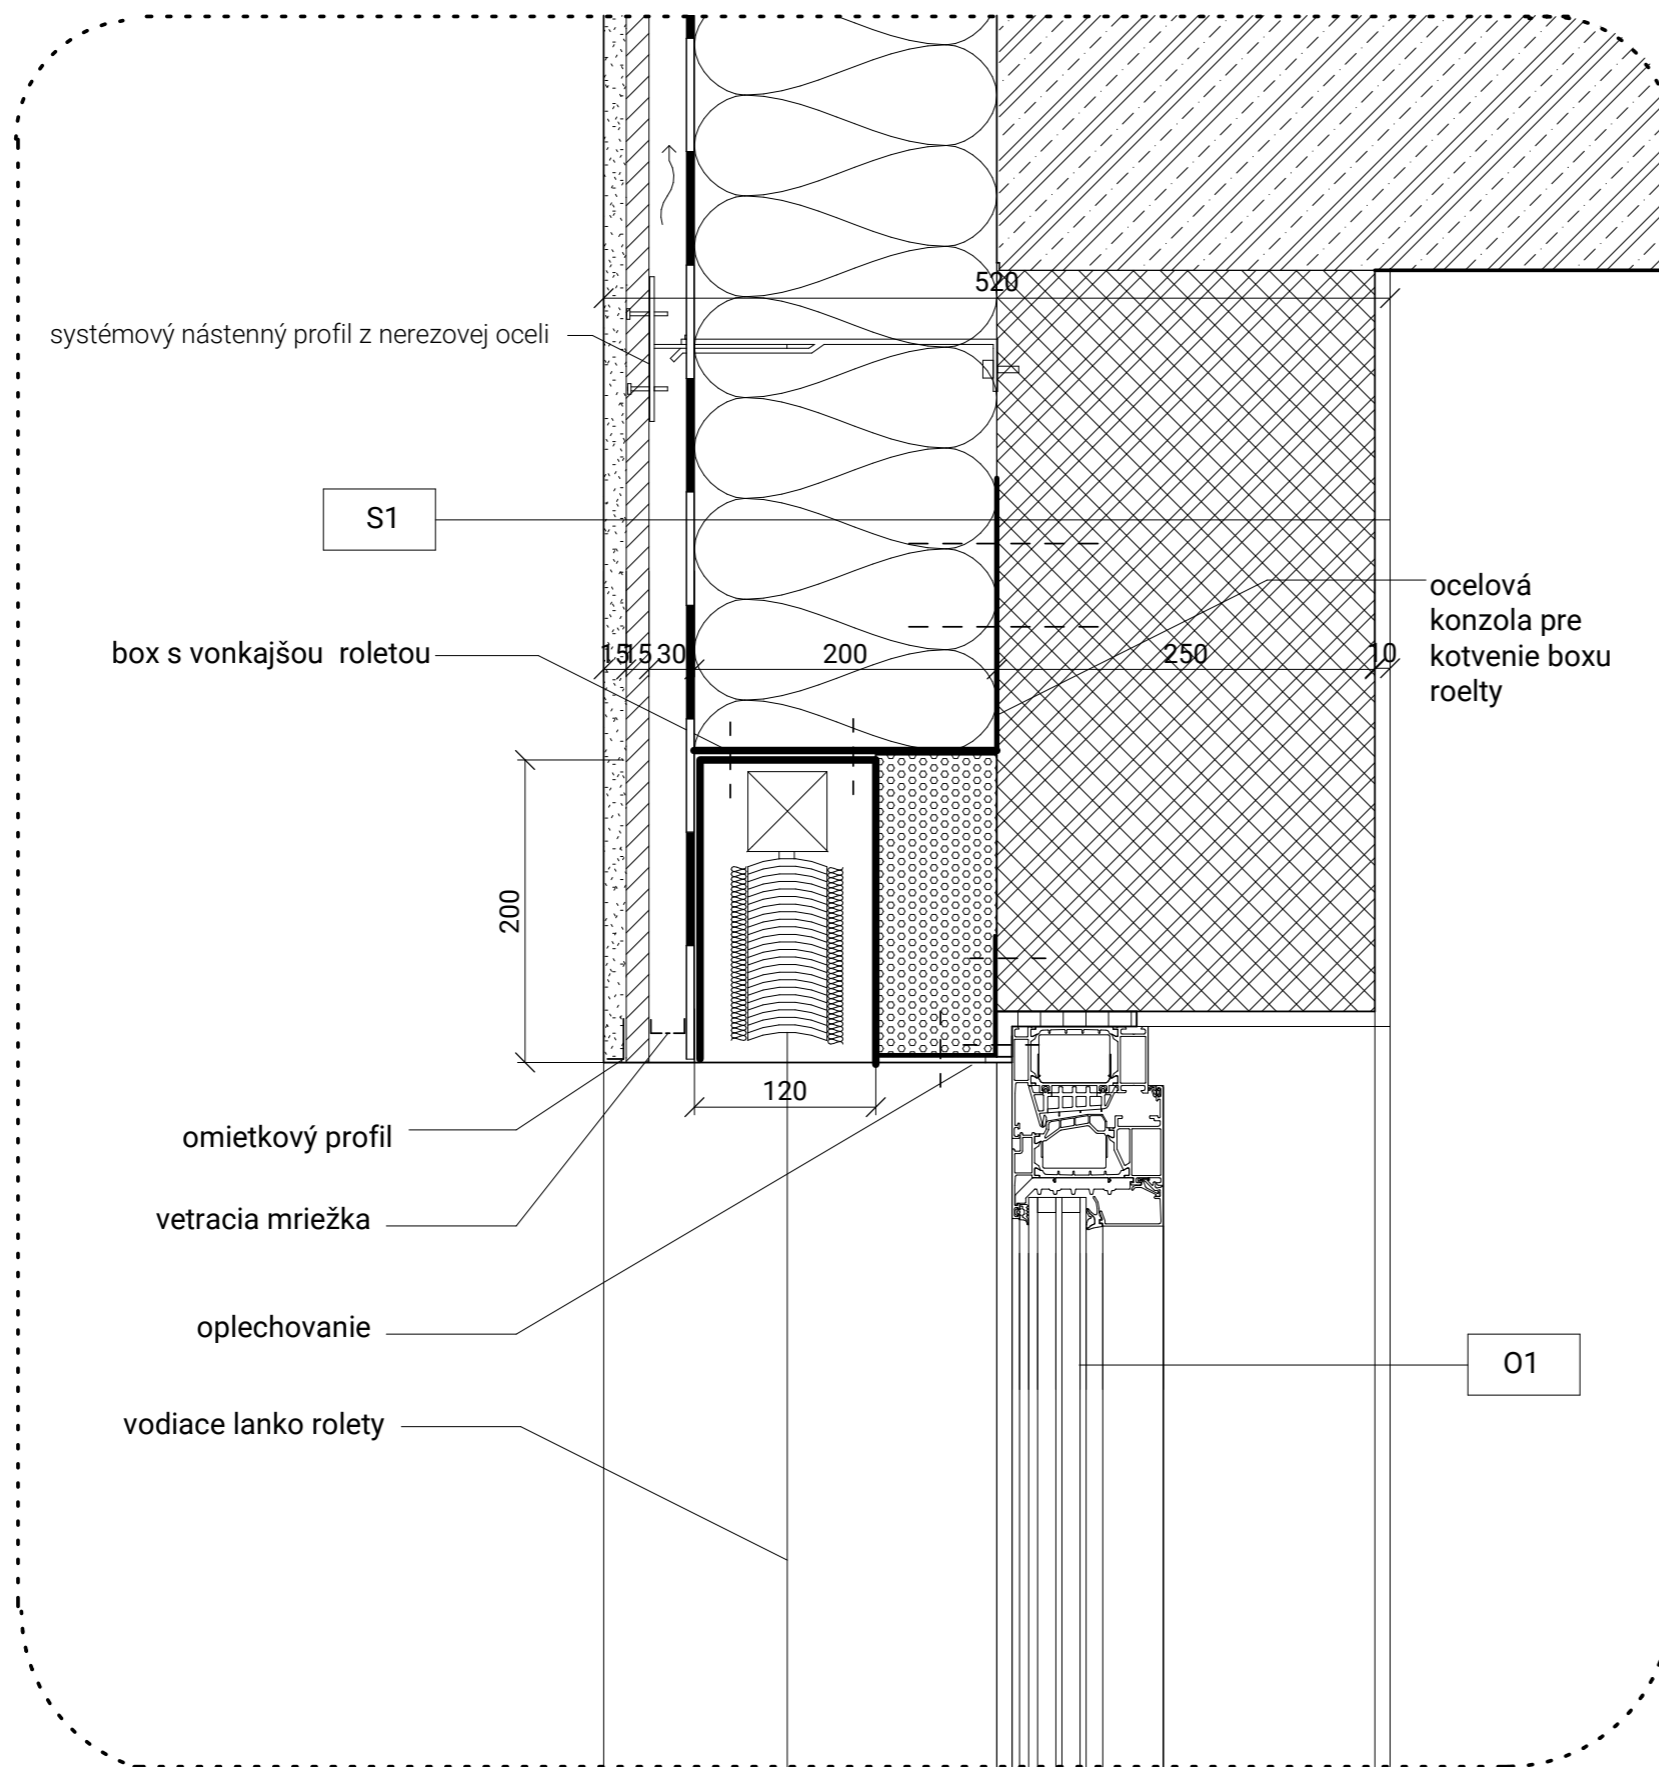 520
systémový nástenný profil z nerezovej oceli
S1
ocelová
konzola pre
kotvenie boxu
roelty
box s vonkajšou roletou
15 15 30 200 250 10
200
120
omietkový profil
vetracia mriežka
oplechovanie
O1
vodiace lanko rolety